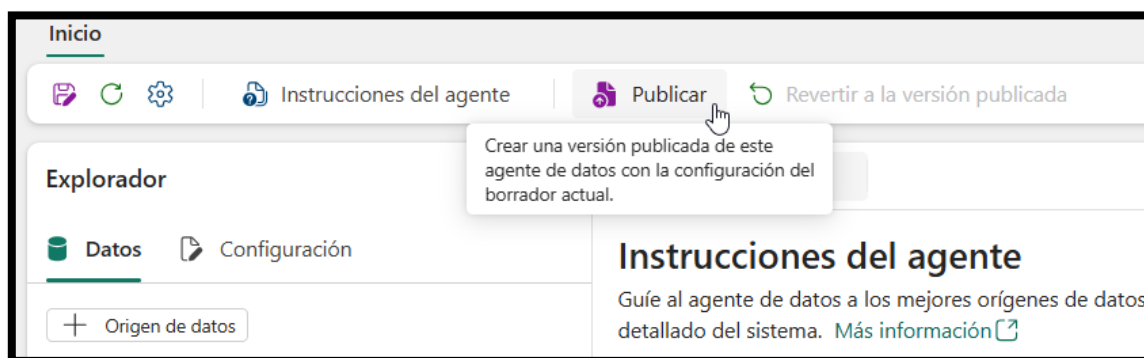 Inicio
Instrucciones del agente
Publicar
Revertir a la versión publicada
Crear una versión publicada de este
agente de datos con la configuración del
borrador actual.
Explorador
Datos
Configuración
Origen de datos
Instrucciones del agente
Guíe al agente de datos a los mejores orígenes de datos
detallado del sistema. Más información